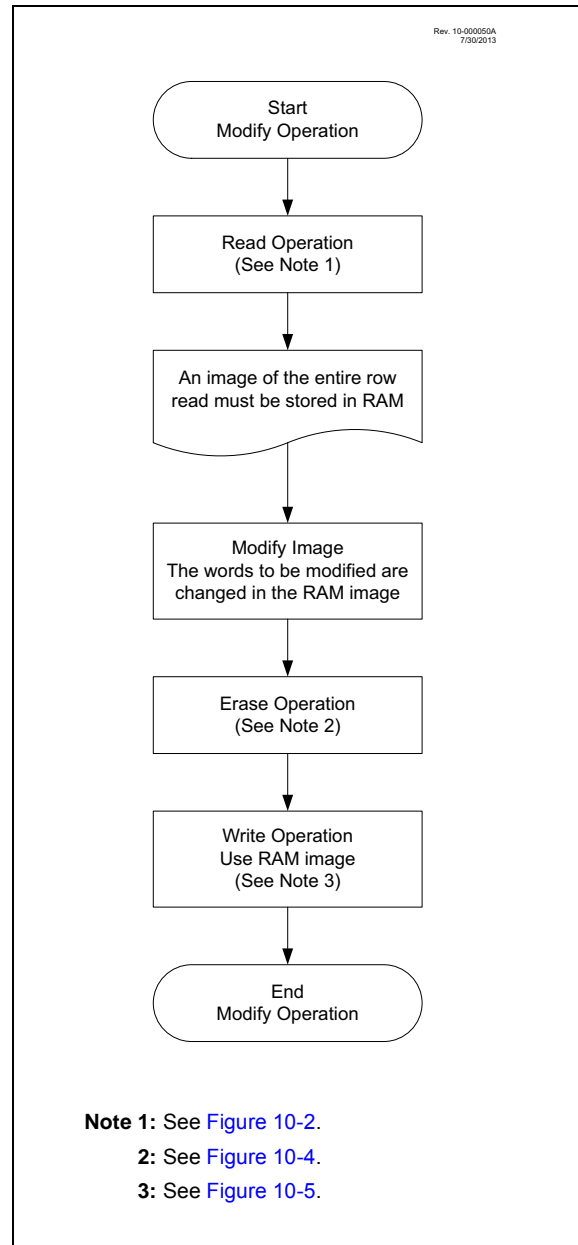 Rev. 10-000050A
7/30/2013
Start
Modify Operation
Read Operation
(See Note 1)
An image of the entire row
read must be stored in RAM
Modify Image
The words to be modified are
changed in the RAM image
Erase Operation
(See Note 2)
Write Operation
Use RAM image
(See Note 3)
End
Modify Operation
Note 1: See Figure 10-2.
2: See Figure 10-4.
3: See Figure 10-5.